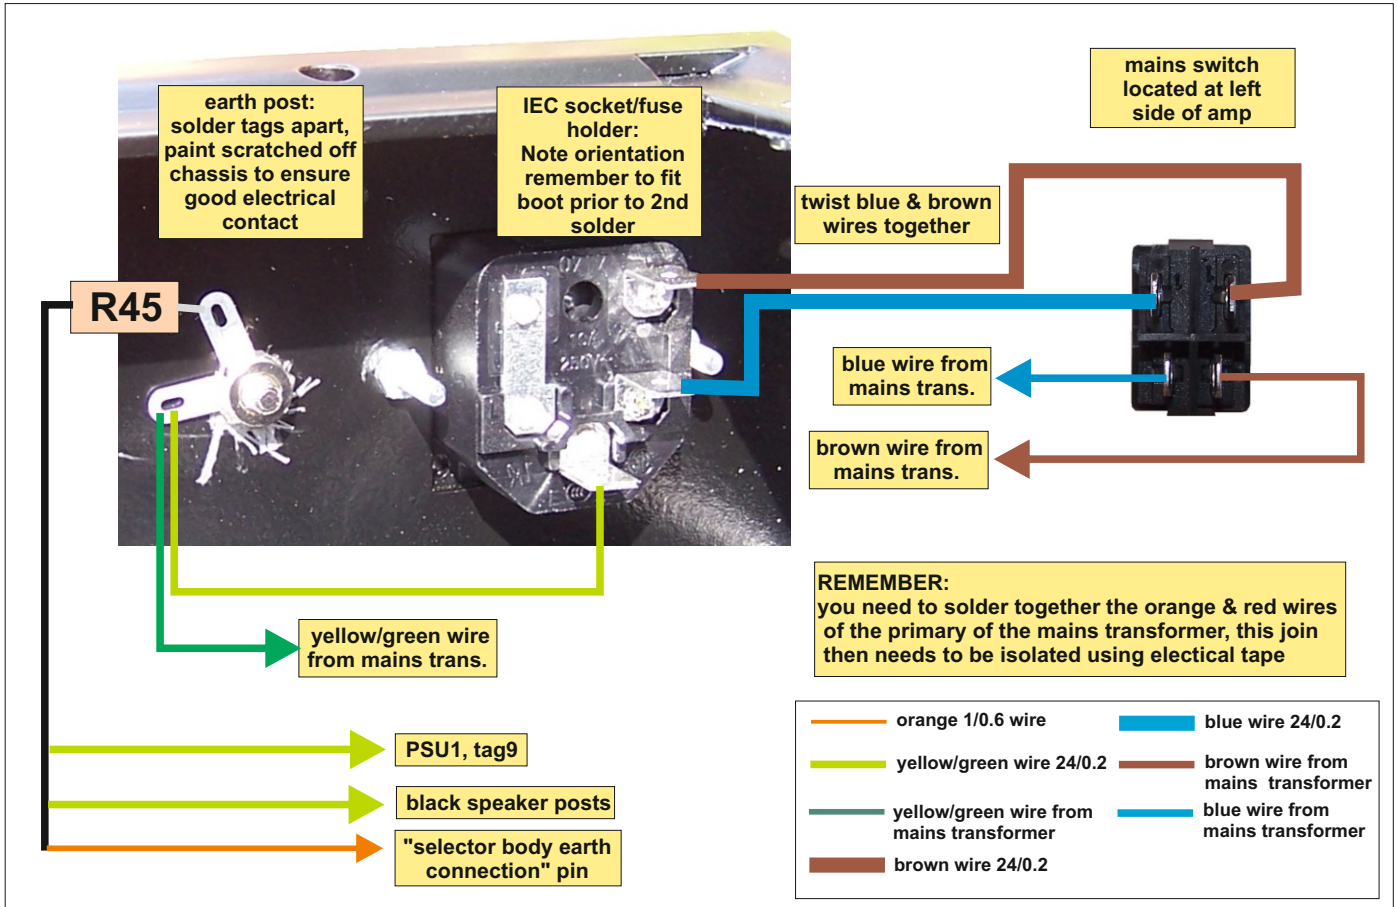 earth post:
solder tags apart,
paint scratched off
chassis to ensure
good electrical
contact
IEC socket/fuse
holder:
Note orientation
remember to fit
boot prior to 2nd
solder
mains switch
located at left
side of amp
twist blue & brown
wires together
R45
blue wire from
mains trans.
brown wire from
mains trans.
REMEMBER:
you need to solder together the orange & red wires
of the primary of the mains transformer, this join
then needs to be isolated using electical tape
yellow/green wire
from mains trans.
PSU1, tag9
black speaker posts
"selector body earth
connection" pin
orange 1/0.6 wire
yellow/green wire 24/0.2
yellow/green wire from
mains transformer
brown wire 24/0.2
blue wire 24/0.2
brown wire from
mains transformer
blue wire from
mains transformer